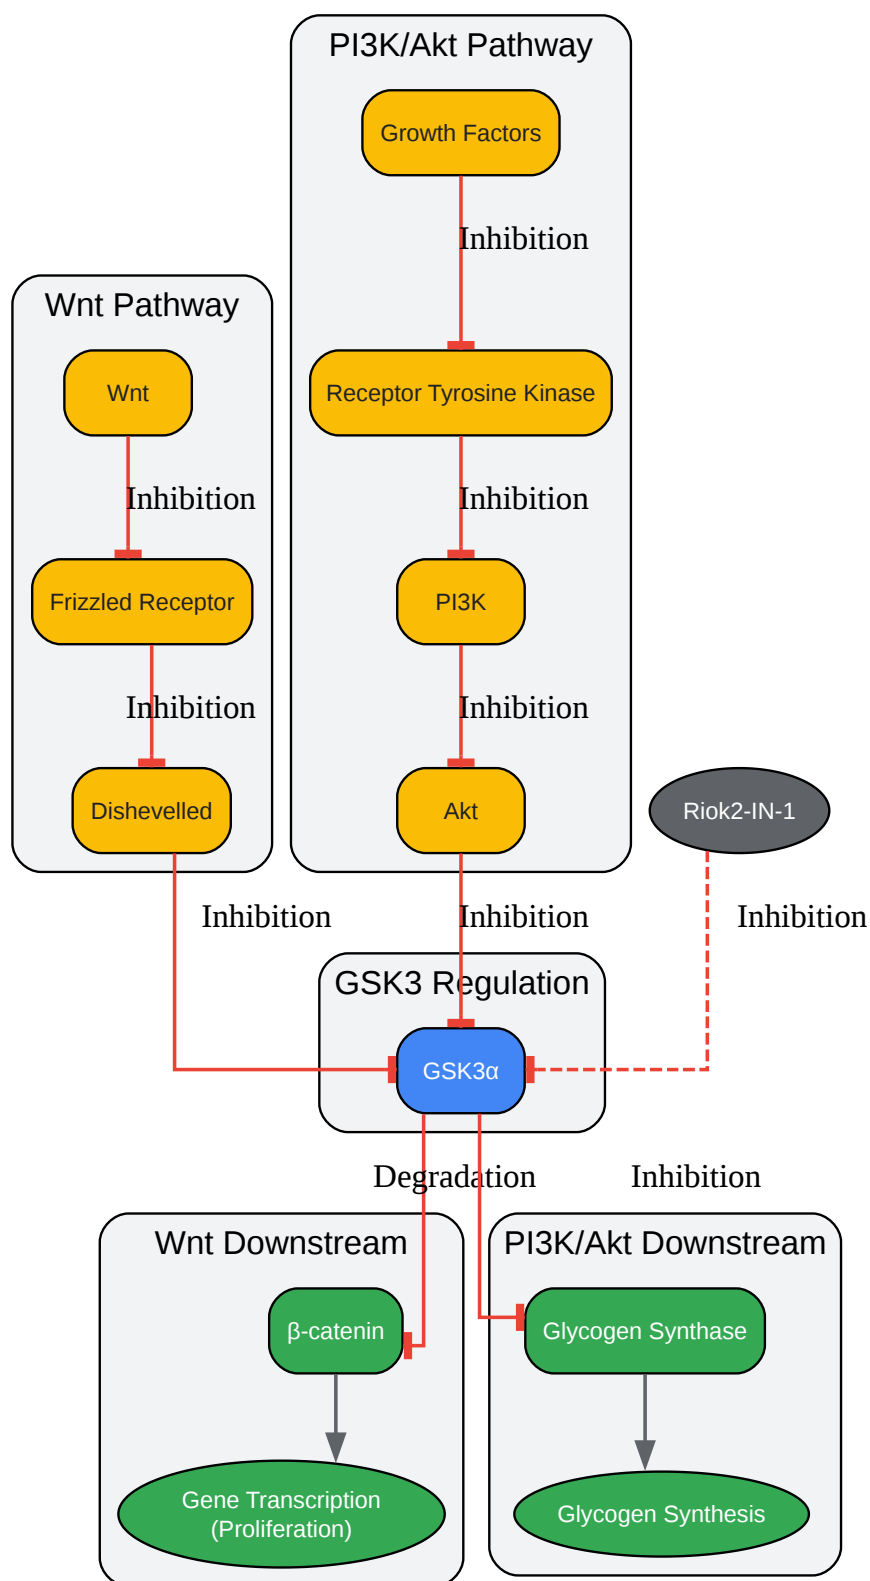 PI3K/Akt Pathway
Growth Factors
Inhibition
Wnt Pathway
Wnt
Receptor Tyrosine Kinase
Inhibition
Inhibition
Frizzled Receptor
PI3K
Inhibition
Inhibition
Dishevelled
Akt
Riok2-IN-1
Inhibition
Inhibition
Inhibition
GSK3 Regulation
GSK3α
Degradation
Inhibition
Wnt Downstream
PI3K/Akt Downstream
β-catenin
Glycogen Synthase
Gene Transcription
(Proliferation)
Glycogen Synthesis